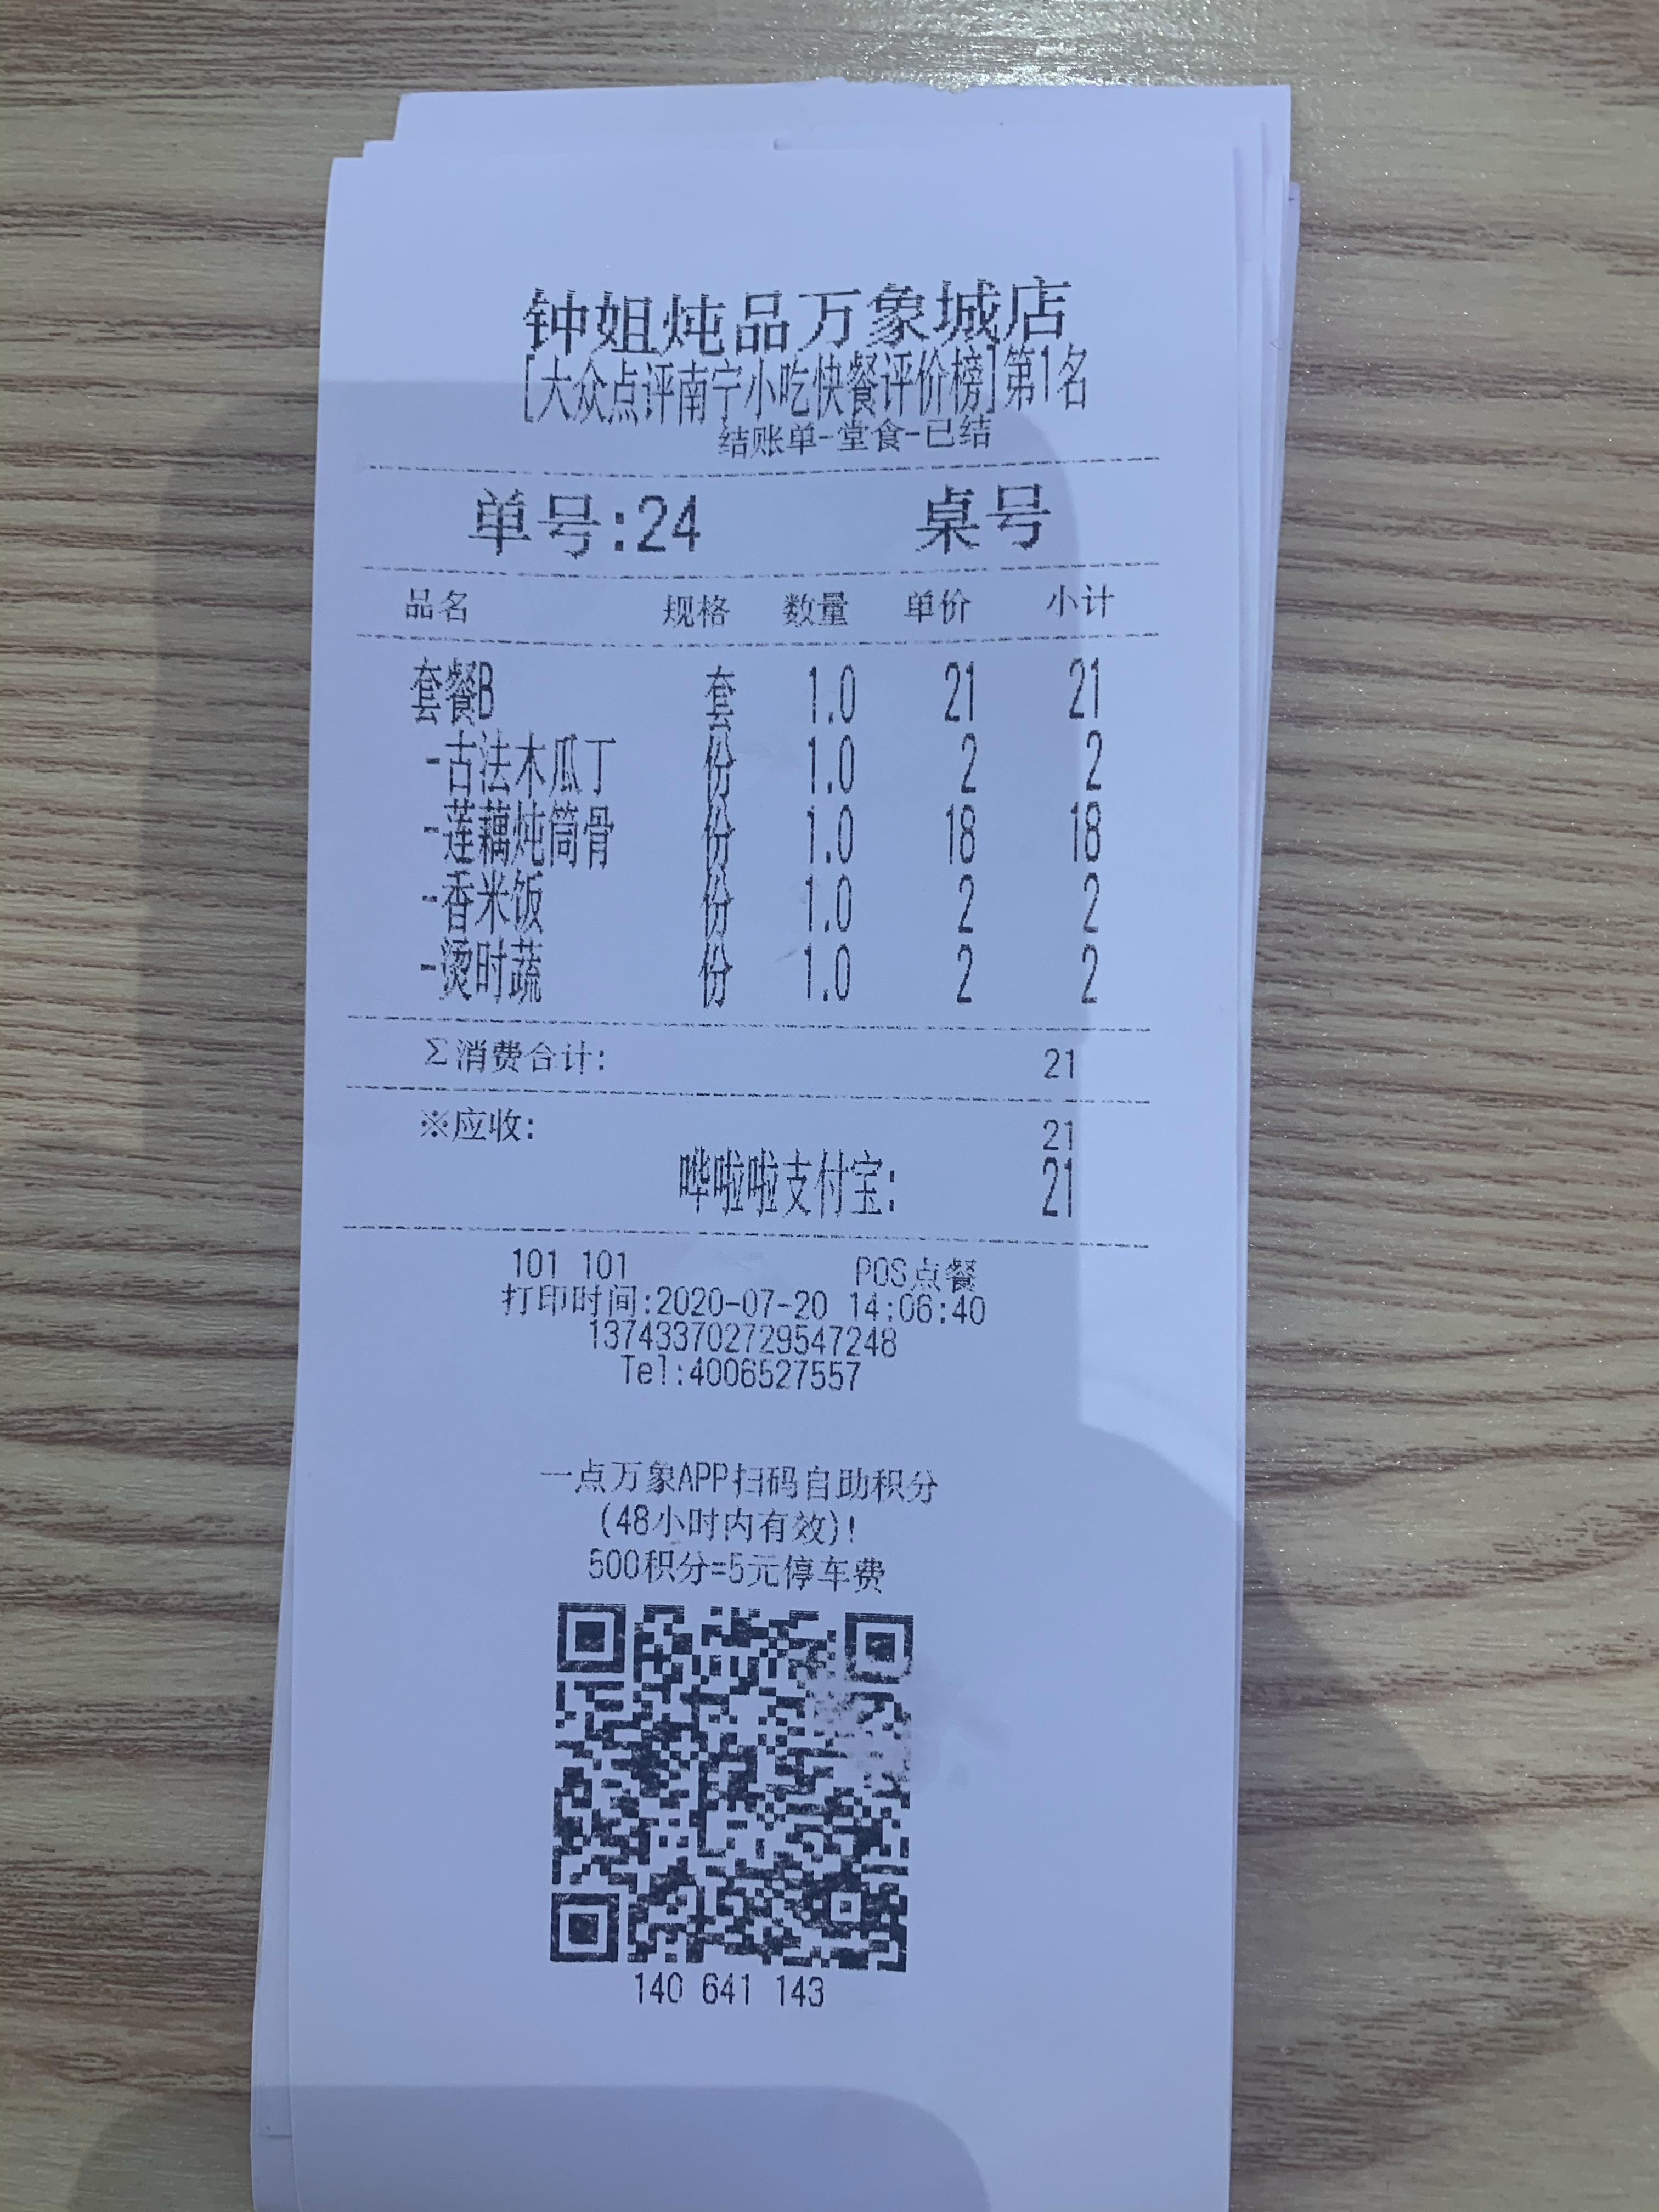 钟姐炖品万象城店
[大众点评南宁小吃快餐评价榜]第1名
结账单-堂食-已结
单号:24 桌号
品名 规格 数量 单价 小计
套餐B 套 1.0 21 21
-古法木瓜丁 份 1.0 2 2
-莲藕炖筒骨 份 1.0 18 18
-香米饭 份 1.0 2 2
-烫时蔬 份 1.0 2 2
Σ消费合计: 21
※应收: 21
哗啦啦支付宝: 21
101 101 POS点餐
打印时间:2020-07-20 14:06:40
137433702729547248
Tel:4006527557
一点万象APP扫码自助积分
(48小时内有效)!
500积分=5元停车费
140 641 143